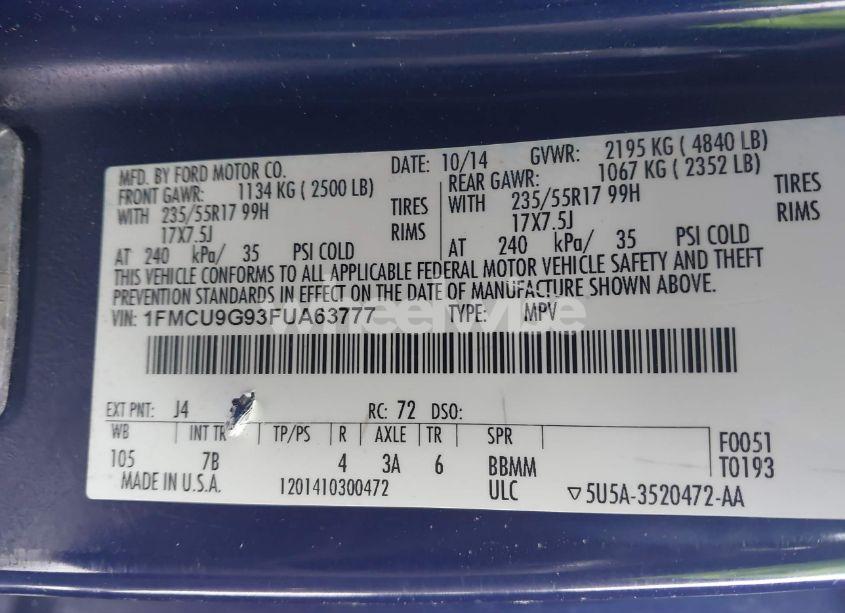 MFD. BY FORD MOTOR CO. DATE: 10/14 GVWR: 2195 KG ( 4840 LB)
FRONT GAWR: 1134 KG ( 2500 LB) REAR GAWR: 1067 KG ( 2352 LB)
WITH 235/55R17 99H TIRES WITH 235/55R17 99H TIRES
17X7.5J RIMS 17X7.5J RIMS
AT 240 kPa/ 35 PSI COLD AT 240 kPa/ 35 PSI COLD
THIS VEHICLE CONFORMS TO ALL APPLICABLE FEDERAL MOTOR VEHICLE SAFETY AND THEFT
PREVENTION STANDARDS IN EFFECT ON THE DATE OF MANUFACTURE SHOWN ABOVE.
VIN: 1FMCU9G93FUA63777 TYPE: MPV
wheelwise
EXT PNT: J4 RC: 72 DSO:
WB INT TR TP/PS R AXLE TR SPR F0051
105 7B 4 3A 6 BBMM T0193
MADE IN U.S.A. 1201410300472 ULC ▽5U5A-3520472-AA